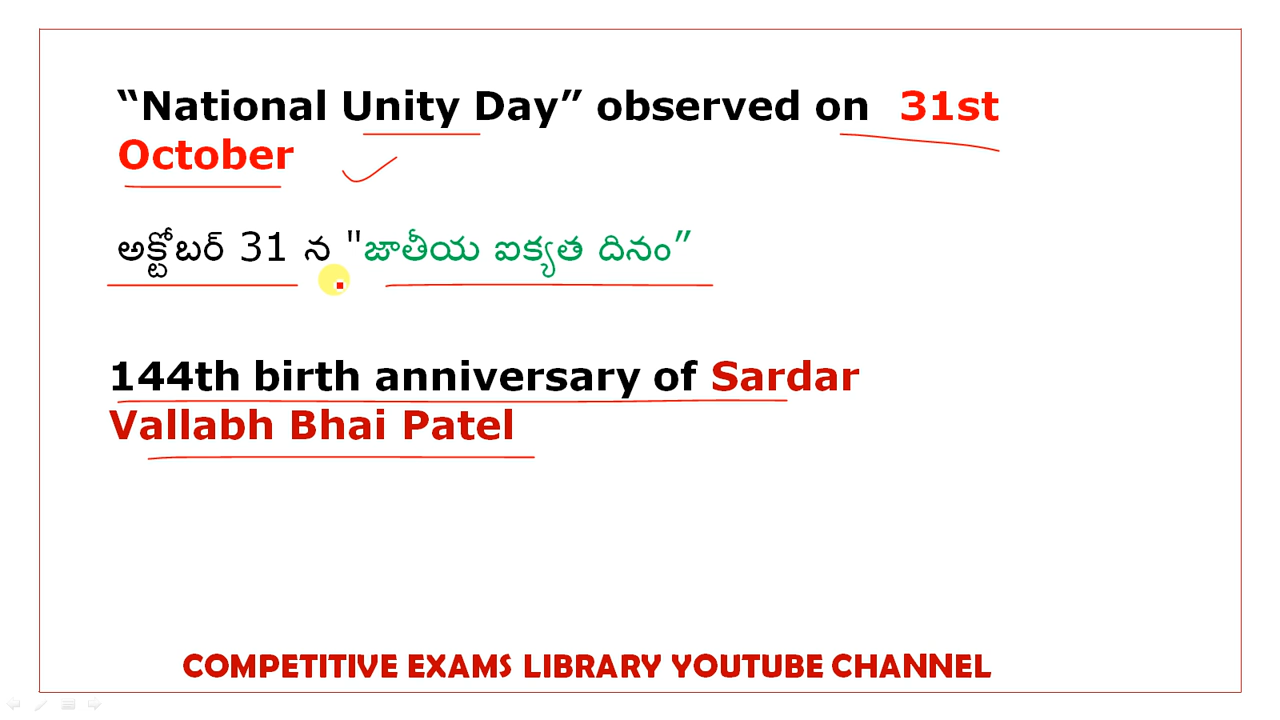 “National Unity Day” observed on 31st
October
అక్టోబర్ 31 న "జాతీయ ఐక్యత దినం”
144th birth anniversary of Sardar
Vallabh Bhai Patel
COMPETITIVE EXAMS LIBRARY YOUTUBE CHANNEL